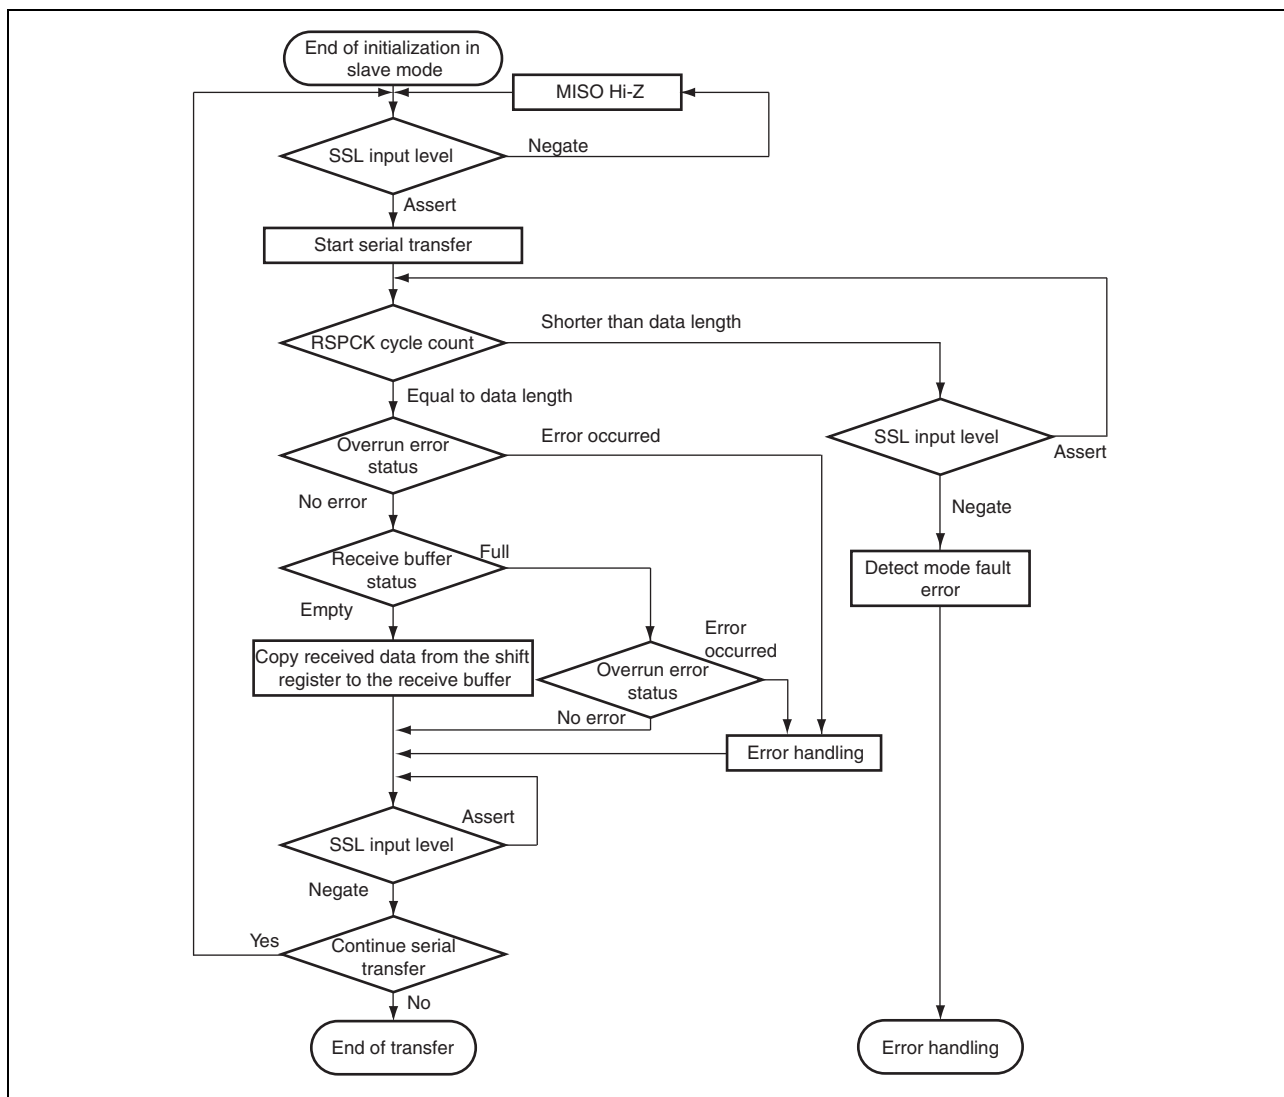 End of initialization in
slave mode
MISO Hi-Z
SSL input level
Negate
Assert
Start serial transfer
RSPCK cycle count
Shorter than data length
Equal to data length
SSL input level
Assert
Overrun error
status
Error occurred
No error
Negate
Receive buffer
status
Full
Detect mode fault
error
Empty
Copy received data from the shift
register to the receive buffer
Error
occurred
Overrun error
status
No error
Error handling
Assert
SSL input level
Negate
Yes
Continue serial
transfer
No
End of transfer
Error handling